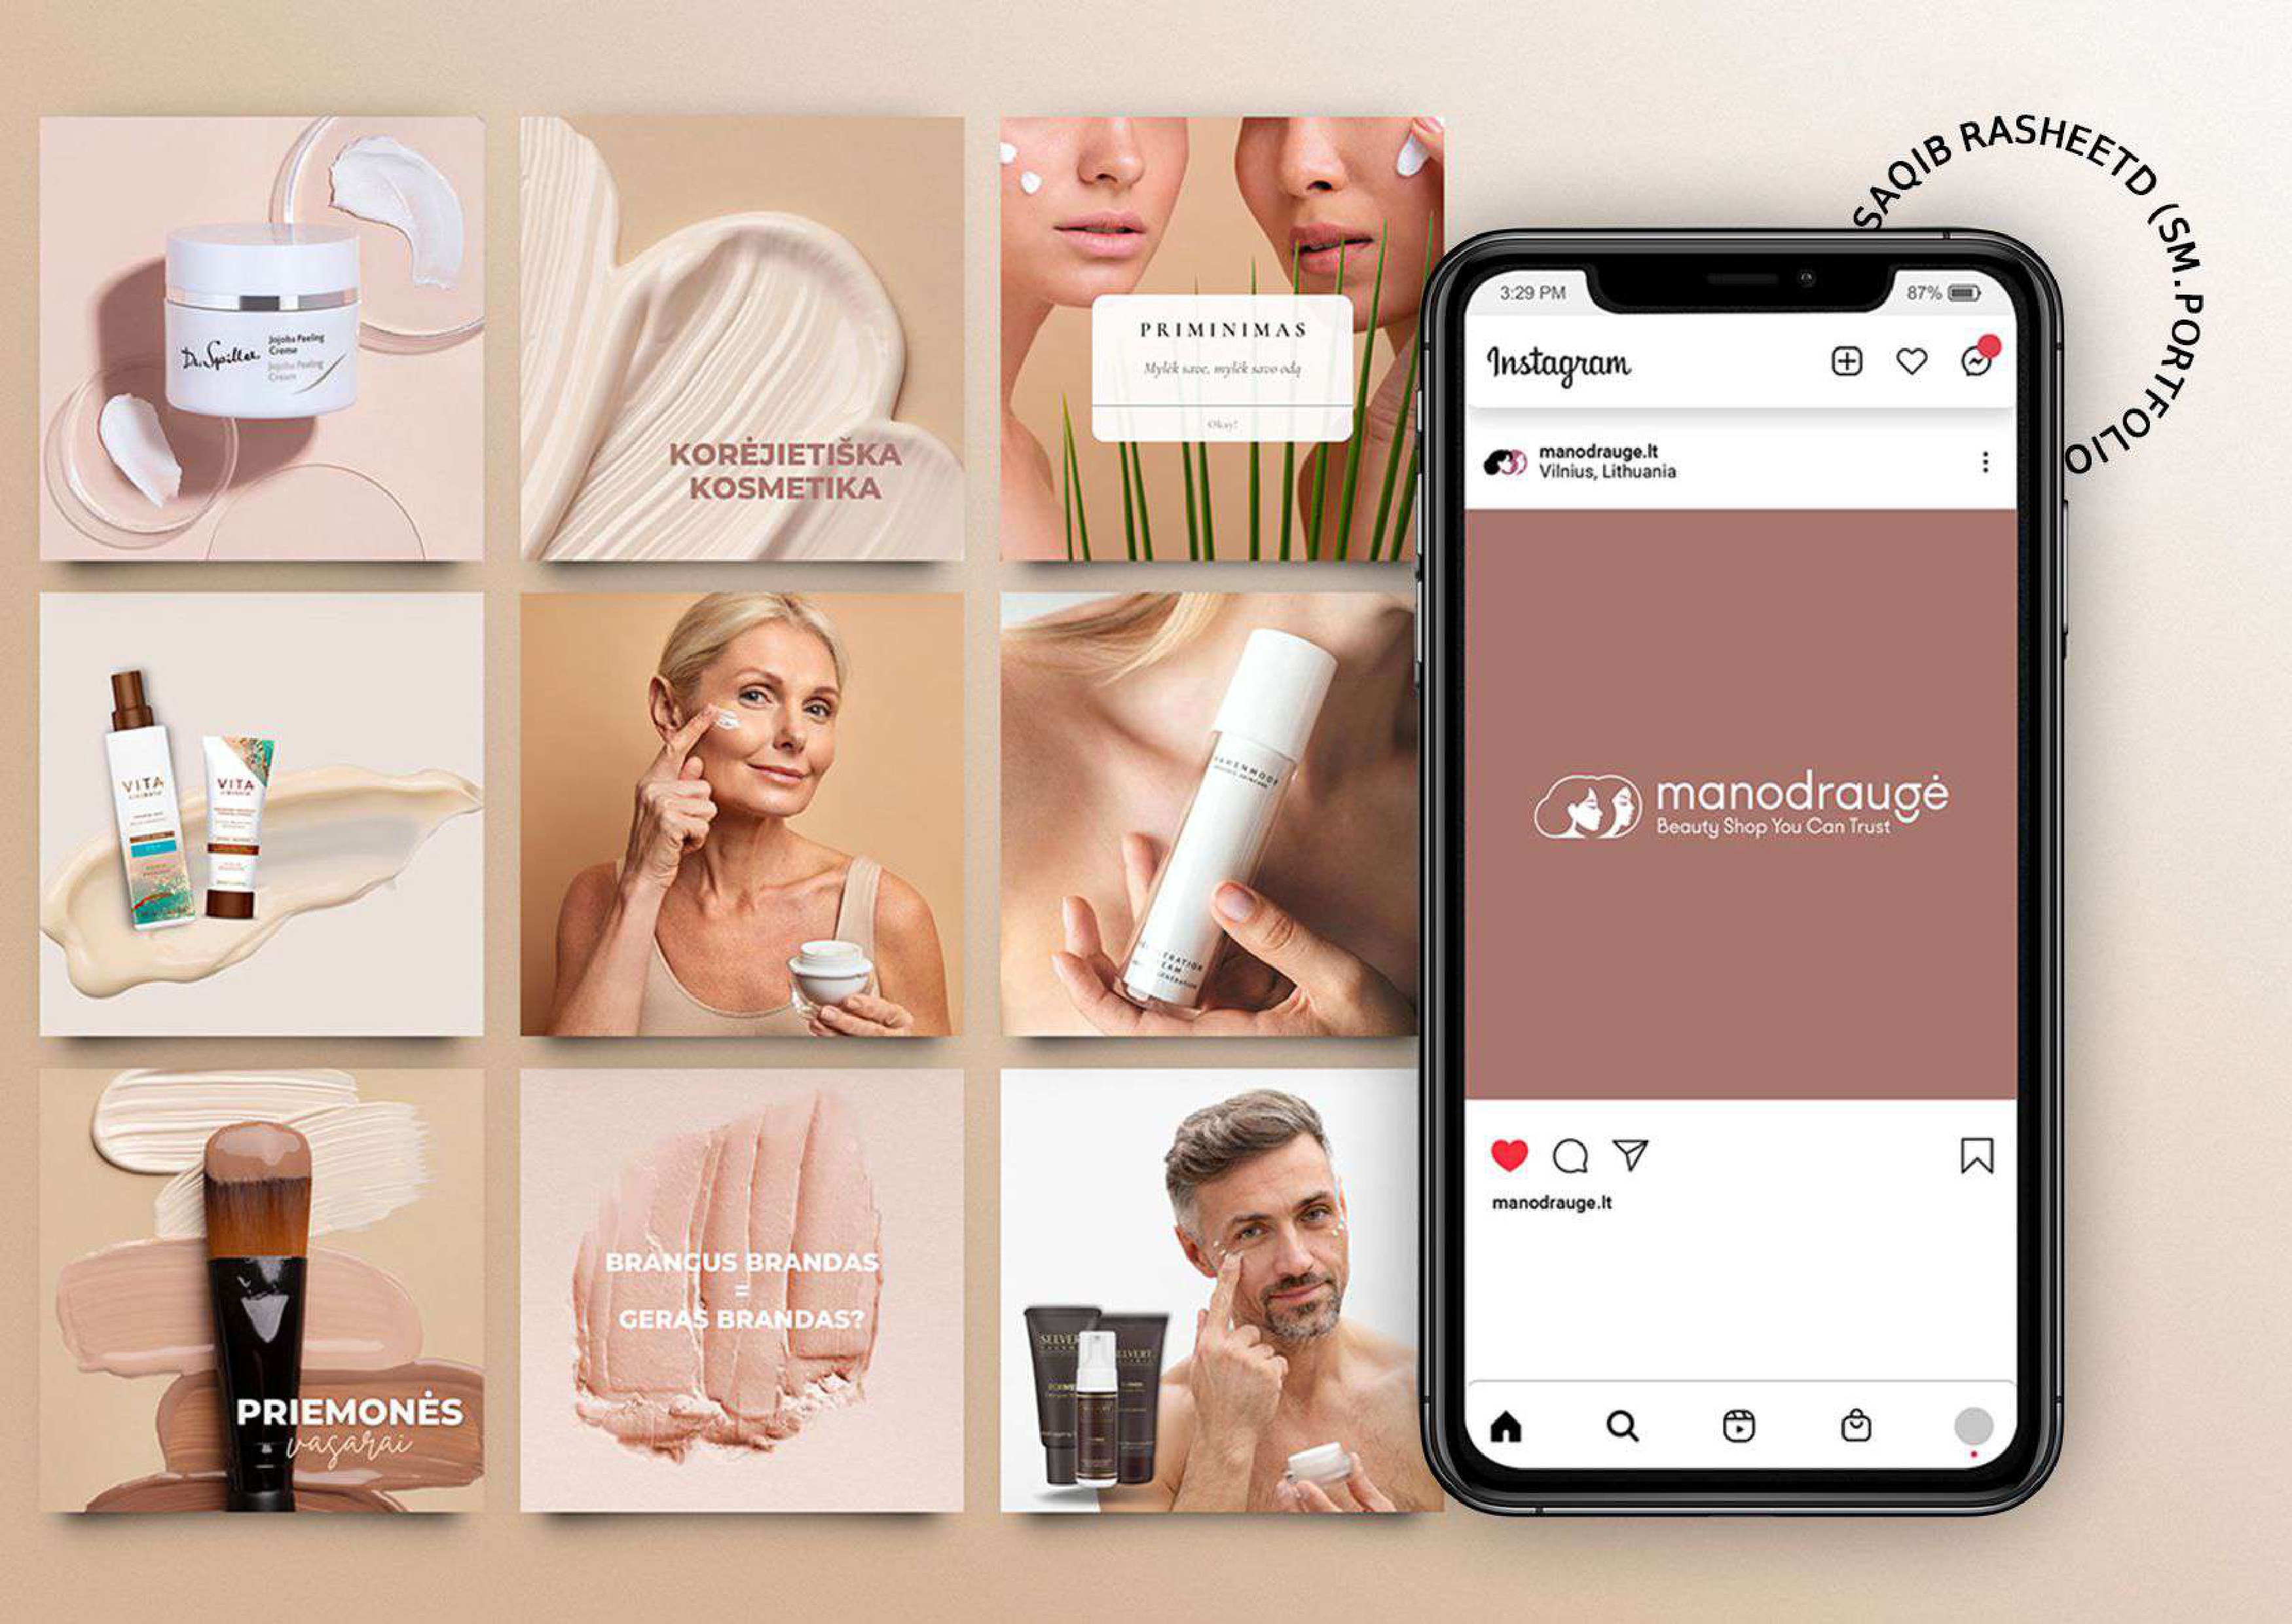 SAQIB RASHEETD (SM.PORTFOLIO
Dr. Spiller
Jojoba Peeling
Creme
Jojoba Peeling
Cream
KORĖJIETIŠKA
KOSMETIKA
PRIMINIMAS
Mylėk save, mylėk savo odą
Okay!
VITA
VITA
PRIEMONĖS
vasarai
BRANGUS BRANDAS
=
GERAS BRANDAS?
SELVERT
3:29 PM
87%
Instagram
manodrauge.lt
Vilnius, Lithuania
manodraugė
Beauty Shop You Can Trust
manodrauge.lt